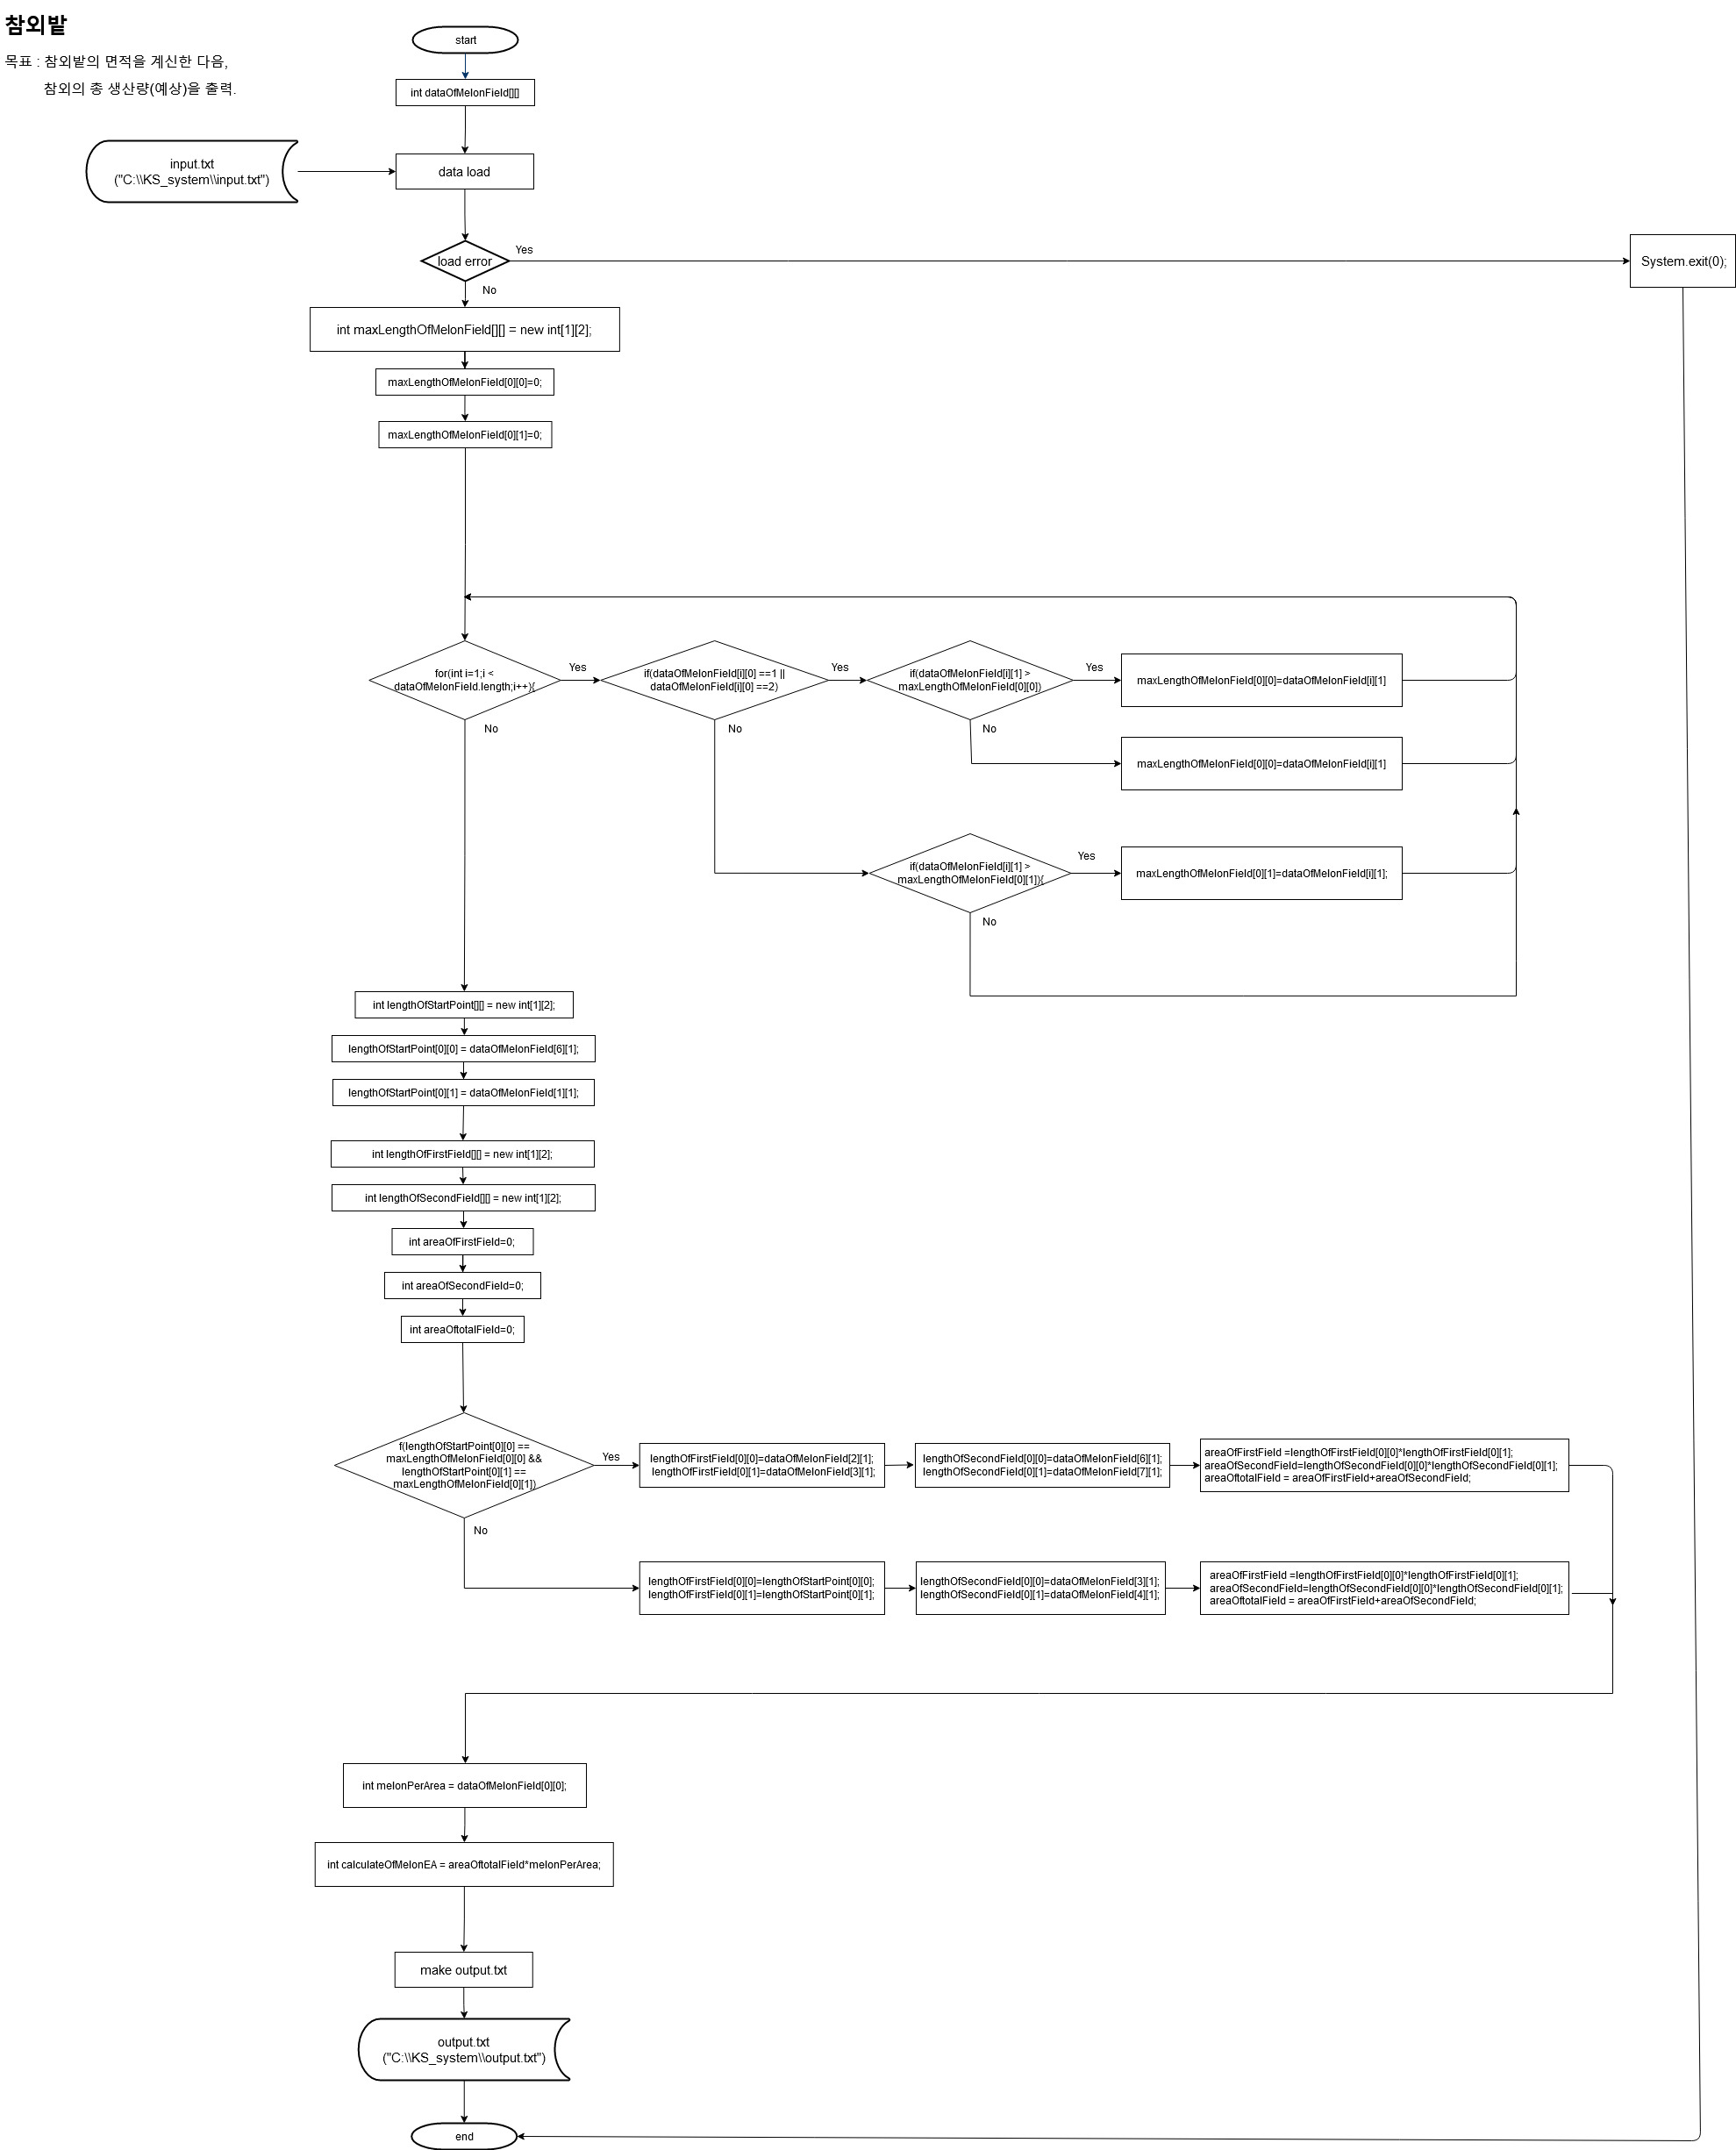 참외밭
목표 : 참외밭의 면적을 계신한 다음,
참외의 총 생산량(예상)을 출력.
start
int dataOfMelonField[][]
input.txt
("C:\\KS_system\\input.txt")
data load
load error
Yes
System.exit(0);
No
int maxLengthOfMelonField[][] = new int[1][2];
maxLengthOfMelonField[0][0]=0;
maxLengthOfMelonField[0][1]=0;
for(int i=1;i <
dataOfMelonField.length;i++){
Yes
if(dataOfMelonField[i][0] ==1 ||
dataOfMelonField[i][0] ==2)
Yes
if(dataOfMelonField[i][1] >
maxLengthOfMelonField[0][0])
Yes
maxLengthOfMelonField[0][0]=dataOfMelonField[i][1]
No
No
No
maxLengthOfMelonField[0][0]=dataOfMelonField[i][1]
if(dataOfMelonField[i][1] >
maxLengthOfMelonField[0][1]){
Yes
maxLengthOfMelonField[0][1]=dataOfMelonField[i][1];
No
int lengthOfStartPoint[][] = new int[1][2];
lengthOfStartPoint[0][0] = dataOfMelonField[6][1];
lengthOfStartPoint[0][1] = dataOfMelonField[1][1];
int lengthOfFirstField[][] = new int[1][2];
int lengthOfSecondField[][] = new int[1][2];
int areaOfFirstField=0;
int areaOfSecondField=0;
int areaOftotalField=0;
f(lengthOfStartPoint[0][0] ==
maxLengthOfMelonField[0][0] &&
lengthOfStartPoint[0][1] ==
maxLengthOfMelonField[0][1])
Yes
lengthOfFirstField[0][0]=dataOfMelonField[2][1];
lengthOfFirstField[0][1]=dataOfMelonField[3][1];
lengthOfSecondField[0][0]=dataOfMelonField[6][1];
lengthOfSecondField[0][1]=dataOfMelonField[7][1];
areaOfFirstField =lengthOfFirstField[0][0]*lengthOfFirstField[0][1];
areaOfSecondField=lengthOfSecondField[0][0]*lengthOfSecondField[0][1];
areaOftotalField = areaOfFirstField+areaOfSecondField;
No
lengthOfFirstField[0][0]=lengthOfStartPoint[0][0];
lengthOfFirstField[0][1]=lengthOfStartPoint[0][1];
lengthOfSecondField[0][0]=dataOfMelonField[3][1];
lengthOfSecondField[0][1]=dataOfMelonField[4][1];
areaOfFirstField =lengthOfFirstField[0][0]*lengthOfFirstField[0][1];
areaOfSecondField=lengthOfSecondField[0][0]*lengthOfSecondField[0][1];
areaOftotalField = areaOfFirstField+areaOfSecondField;
int melonPerArea = dataOfMelonField[0][0];
int calculateOfMelonEA = areaOftotalField*melonPerArea;
make output.txt
output.txt
("C:\\KS_system\\output.txt")
end